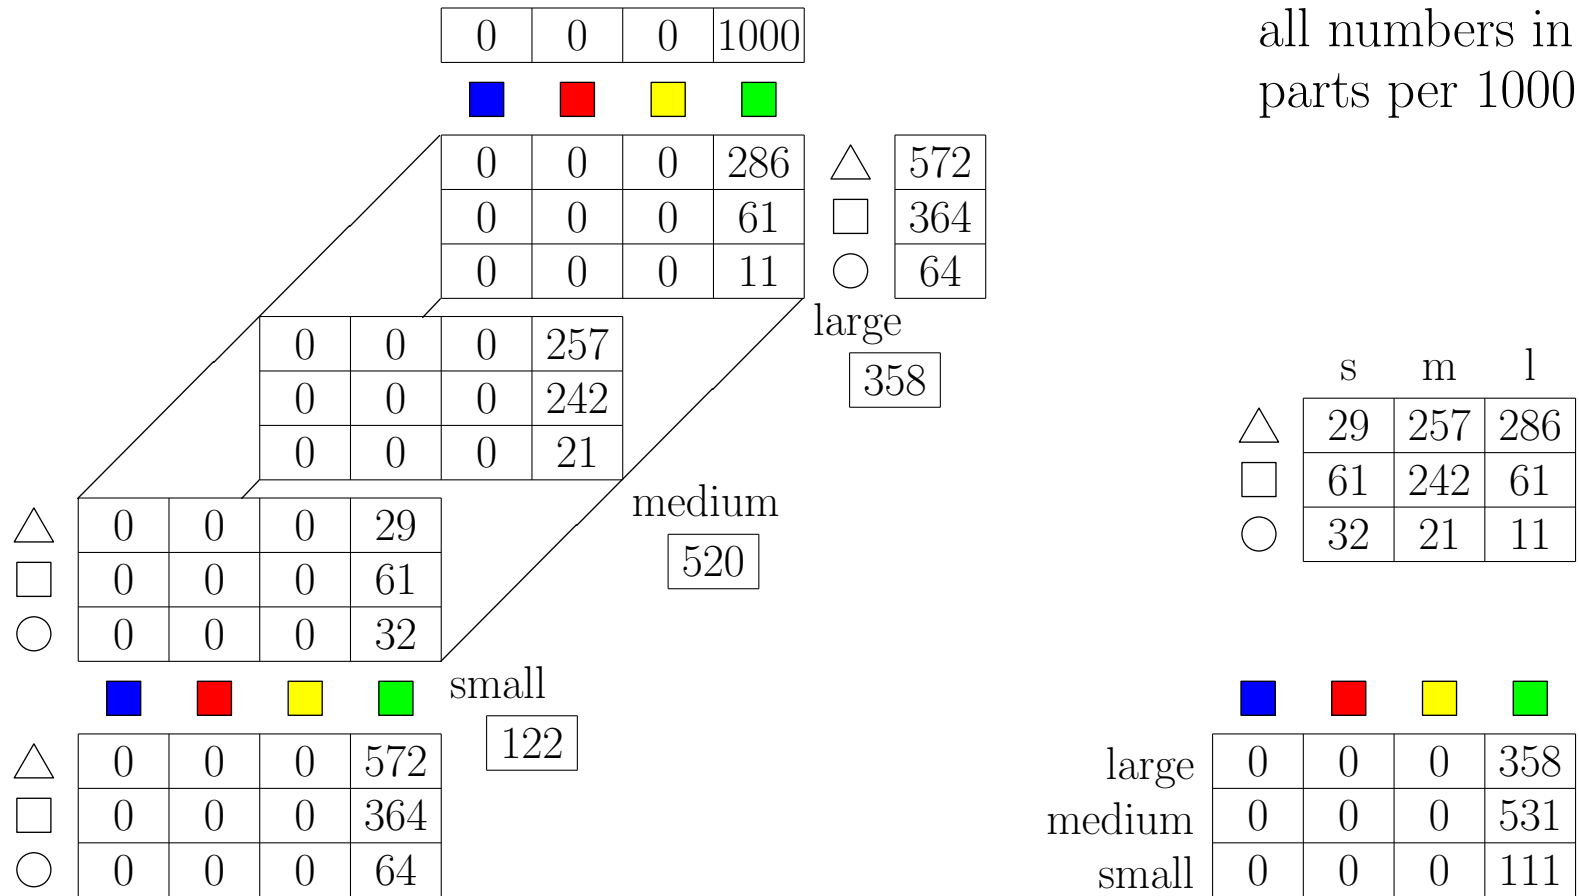 0 0 0 1000
all numbers in
parts per 1000
0 0 0 286 572
0 0 0 61 364
0 0 0 11 64
large
358
0 0 0 257
0 0 0 242
0 0 0 21
medium
520
s m l
29 257 286
61 242 61
32 21 11
0 0 0 29
0 0 0 61
0 0 0 32
small
122
0 0 0 572
0 0 0 364
0 0 0 64
large 0 0 0 358
medium 0 0 0 531
small 0 0 0 111